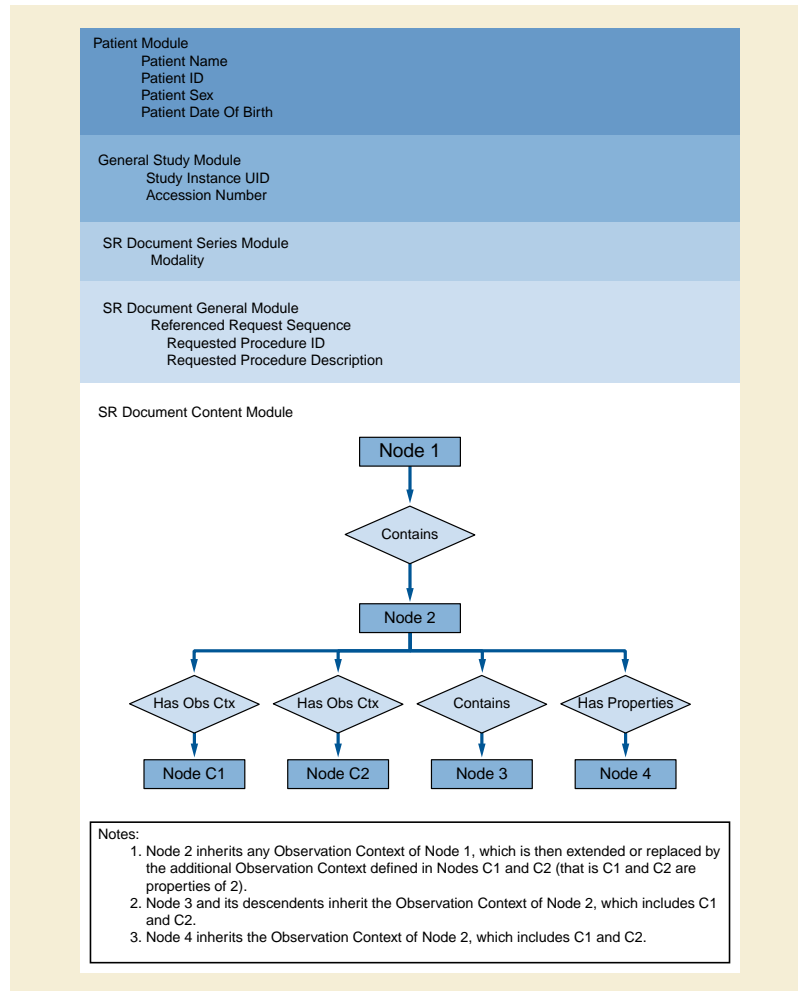 Patient Module
Patient Name
Patient ID
Patient Sex
Patient Date Of Birth
General Study Module
Study Instance UID
Accession Number
SR Document Series Module
Modality
SR Document General Module
Referenced Request Sequence
Requested Procedure ID
Requested Procedure Description
SR Document Content Module
Node 1
Contains
Node 2
Has Obs Ctx
Has Obs Ctx
Contains
Has Properties
Node C1
Node C2
Node 3
Node 4
Notes:
1. Node 2 inherits any Observation Context of Node 1, which is then extended or replaced by
the additional Observation Context defined in Nodes C1 and C2 (that is C1 and C2 are
properties of 2).
2. Node 3 and its descendents inherit the Observation Context of Node 2, which includes C1
and C2.
3. Node 4 inherits the Observation Context of Node 2, which includes C1 and C2.